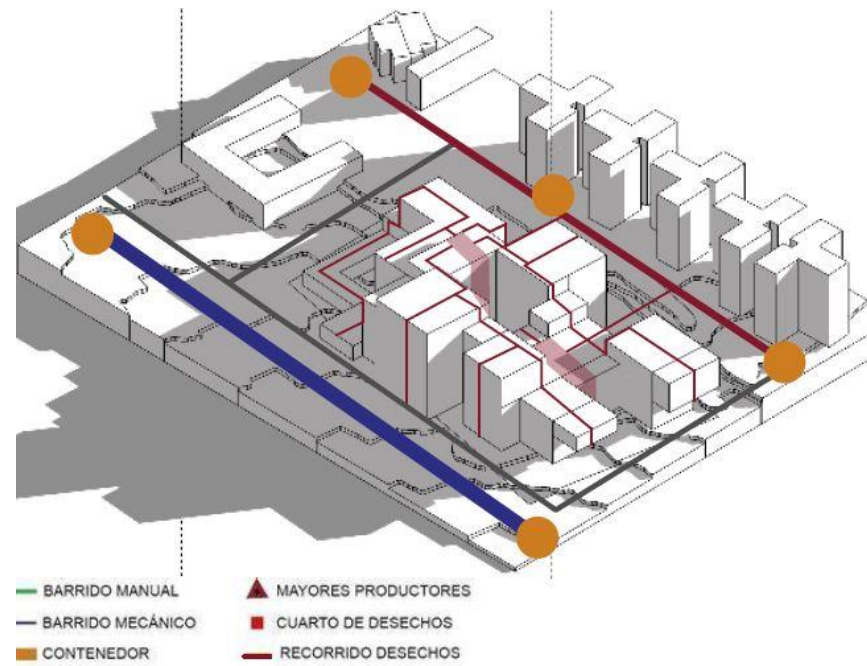 BARRIDO MANUAL
MAYORES PRODUCTORES
BARRIDO MECÁNICO
CUARTO DE DESECHOS
CONTENEDOR
RECORRIDO DESECHOS